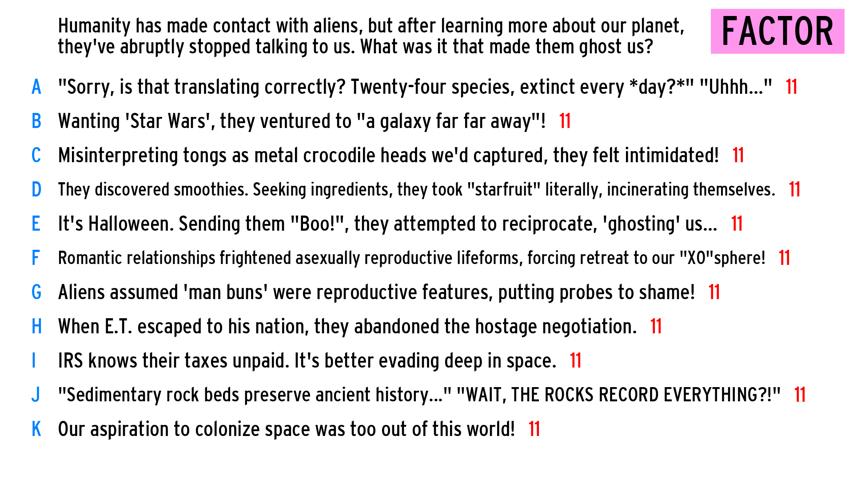 Humanity has made contact with aliens, but after learning more about our planet,
they've abruptly stopped talking to us. What was it that made them ghost us?
FACTOR
A "Sorry, is that translating correctly? Twenty-four species, extinct every *day?*" "Uhhh..." 11
B Wanting 'Star Wars', they ventured to "a galaxy far far away"! 11
C Misinterpreting tongs as metal crocodile heads we'd captured, they felt intimidated! 11
D They discovered smoothies. Seeking ingredients, they took "starfruit" literally, incinerating themselves. 11
E It's Halloween. Sending them "Boo!", they attempted to reciprocate, 'ghosting' us... 11
F Romantic relationships frightened asexually reproductive lifeforms, forcing retreat to our "XO"sphere! 11
G Aliens assumed 'man buns' were reproductive features, putting probes to shame! 11
H When E.T. escaped to his nation, they abandoned the hostage negotiation. 11
I IRS knows their taxes unpaid. It's better evading deep in space. 11
J "Sedimentary rock beds preserve ancient history..." "WAIT, THE ROCKS RECORD EVERYTHING?!" 11
K Our aspiration to colonize space was too out of this world! 11